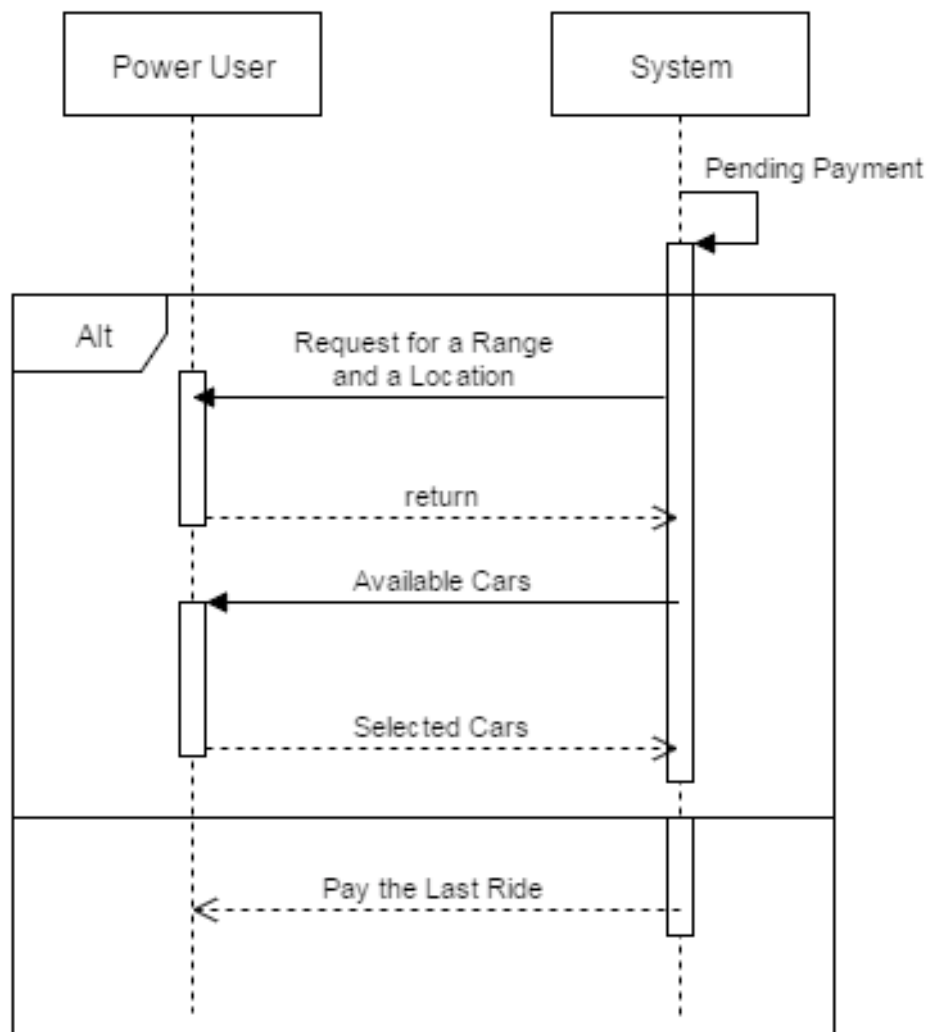 Power User
System
Pending Payment
Alt
Request for a Range
and a Location
return
Available Cars
Selected Cars
Pay the Last Ride